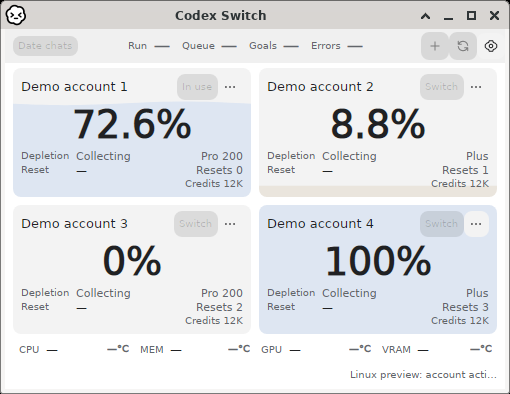 Codex Switch
Date chats Run — Queue — Goals — Errors —
Demo account 1 In use ...
72.6%
Depletion Collecting Pro 200
Reset — Resets 0
Credits 12K
Demo account 2 Switch ...
8.8%
Depletion Collecting Plus
Reset — Resets 1
Credits 12K
Demo account 3 Switch ...
0%
Depletion Collecting Pro 200
Reset — Resets 2
Credits 12K
Demo account 4 Switch ...
100%
Depletion Collecting Plus
Reset — Resets 3
Credits 12K
CPU — —°C MEM — —°C GPU — —°C VRAM — —°C
Linux preview: account acti...